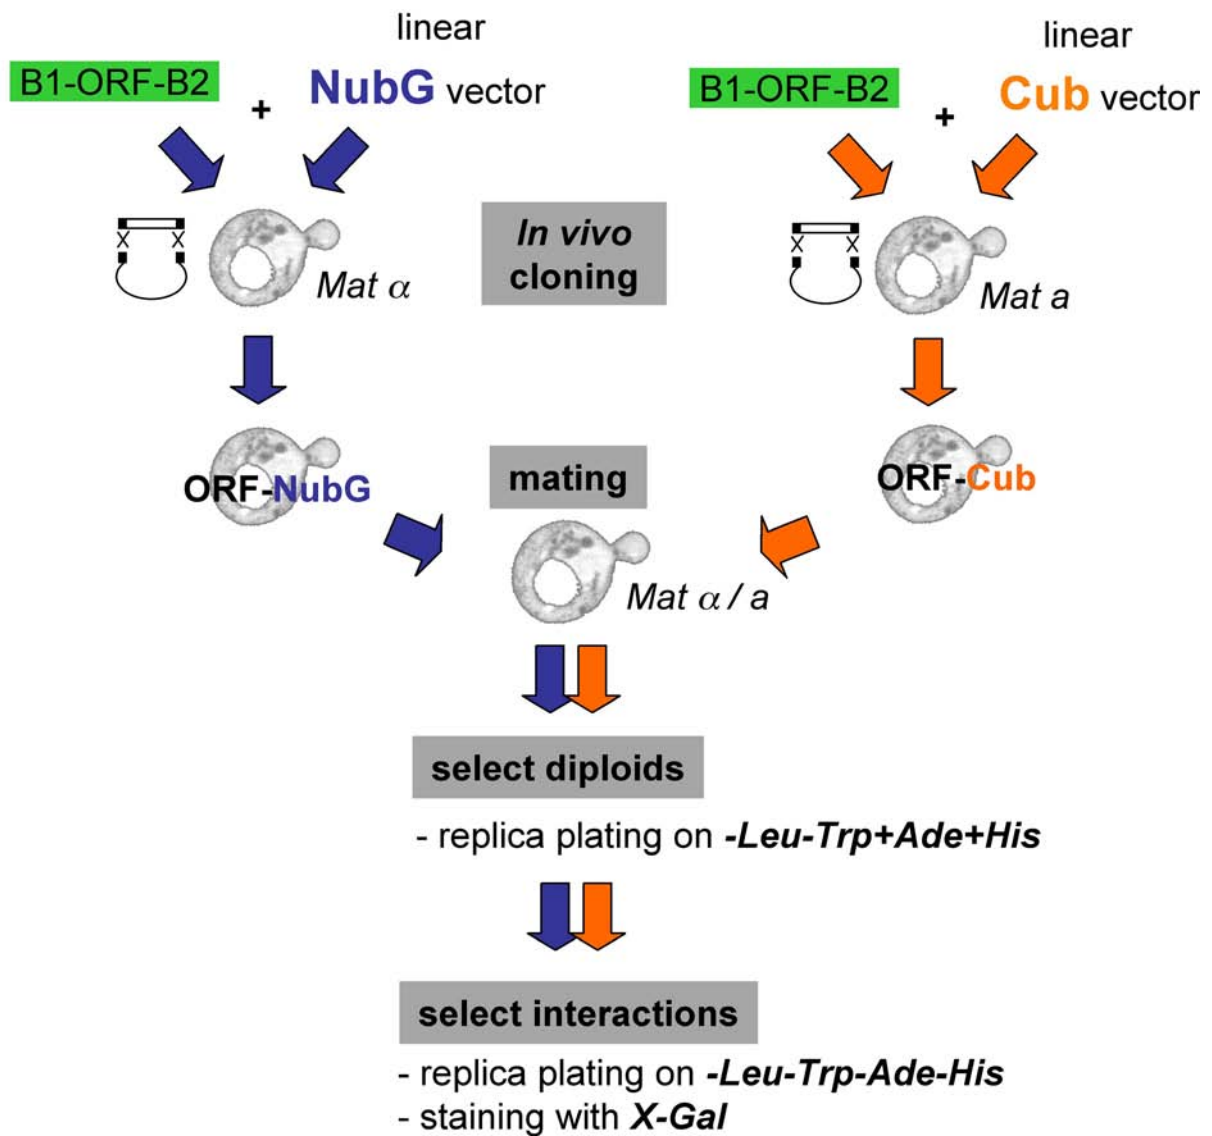 linear
B1-ORF-B2 + NubG vector
linear
B1-ORF-B2 + Cub vector
Mat α
In vivo
cloning
Mat a
ORF-NubG
mating
ORF-Cub
Mat α / a
select diploids
- replica plating on -Leu-Trp+Ade+His
select interactions
- replica plating on -Leu-Trp-Ade-His
- staining with X-Gal